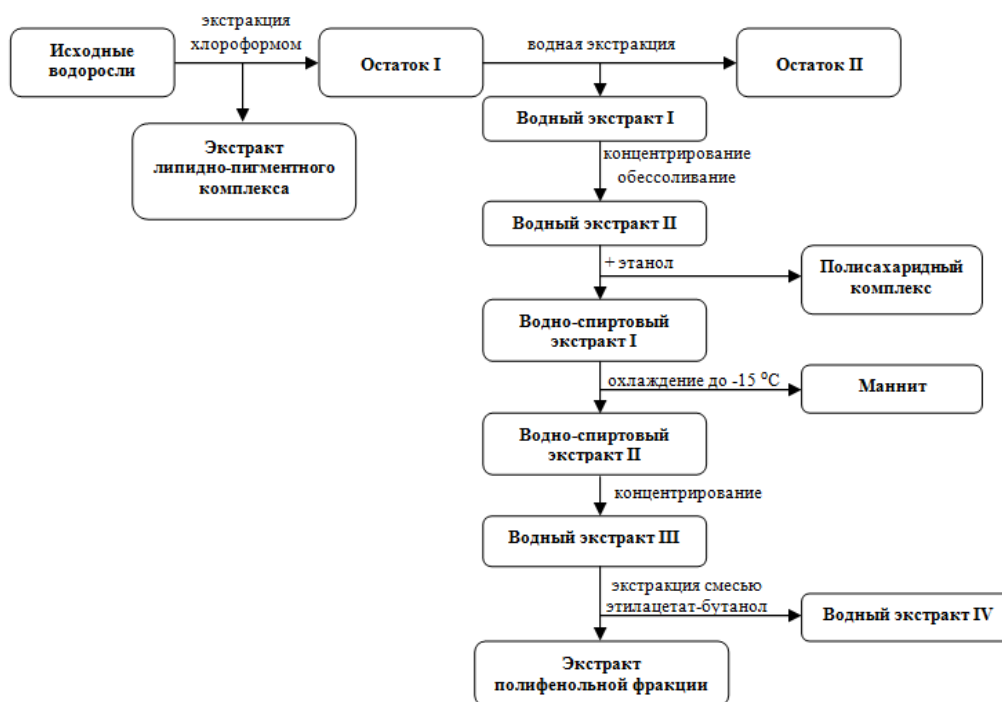 экстракция
хлороформом
Исходные
водоросли
Остаток I
водная экстракция
Остаток II
Экстракт
липидно-пигментного
комплекса
Водный экстракт I
концентрирование
обессоливание
Водный экстракт II
+ этанол
Полисахаридный
комплекс
Водно-спиртовый
экстракт I
охлаждение до -15 °C
Маннит
Водно-спиртовый
экстракт II
концентрирование
Водный экстракт III
экстракция смесью
этилацетат-бутанол
Водный экстракт IV
Экстракт
полифенольной фракции